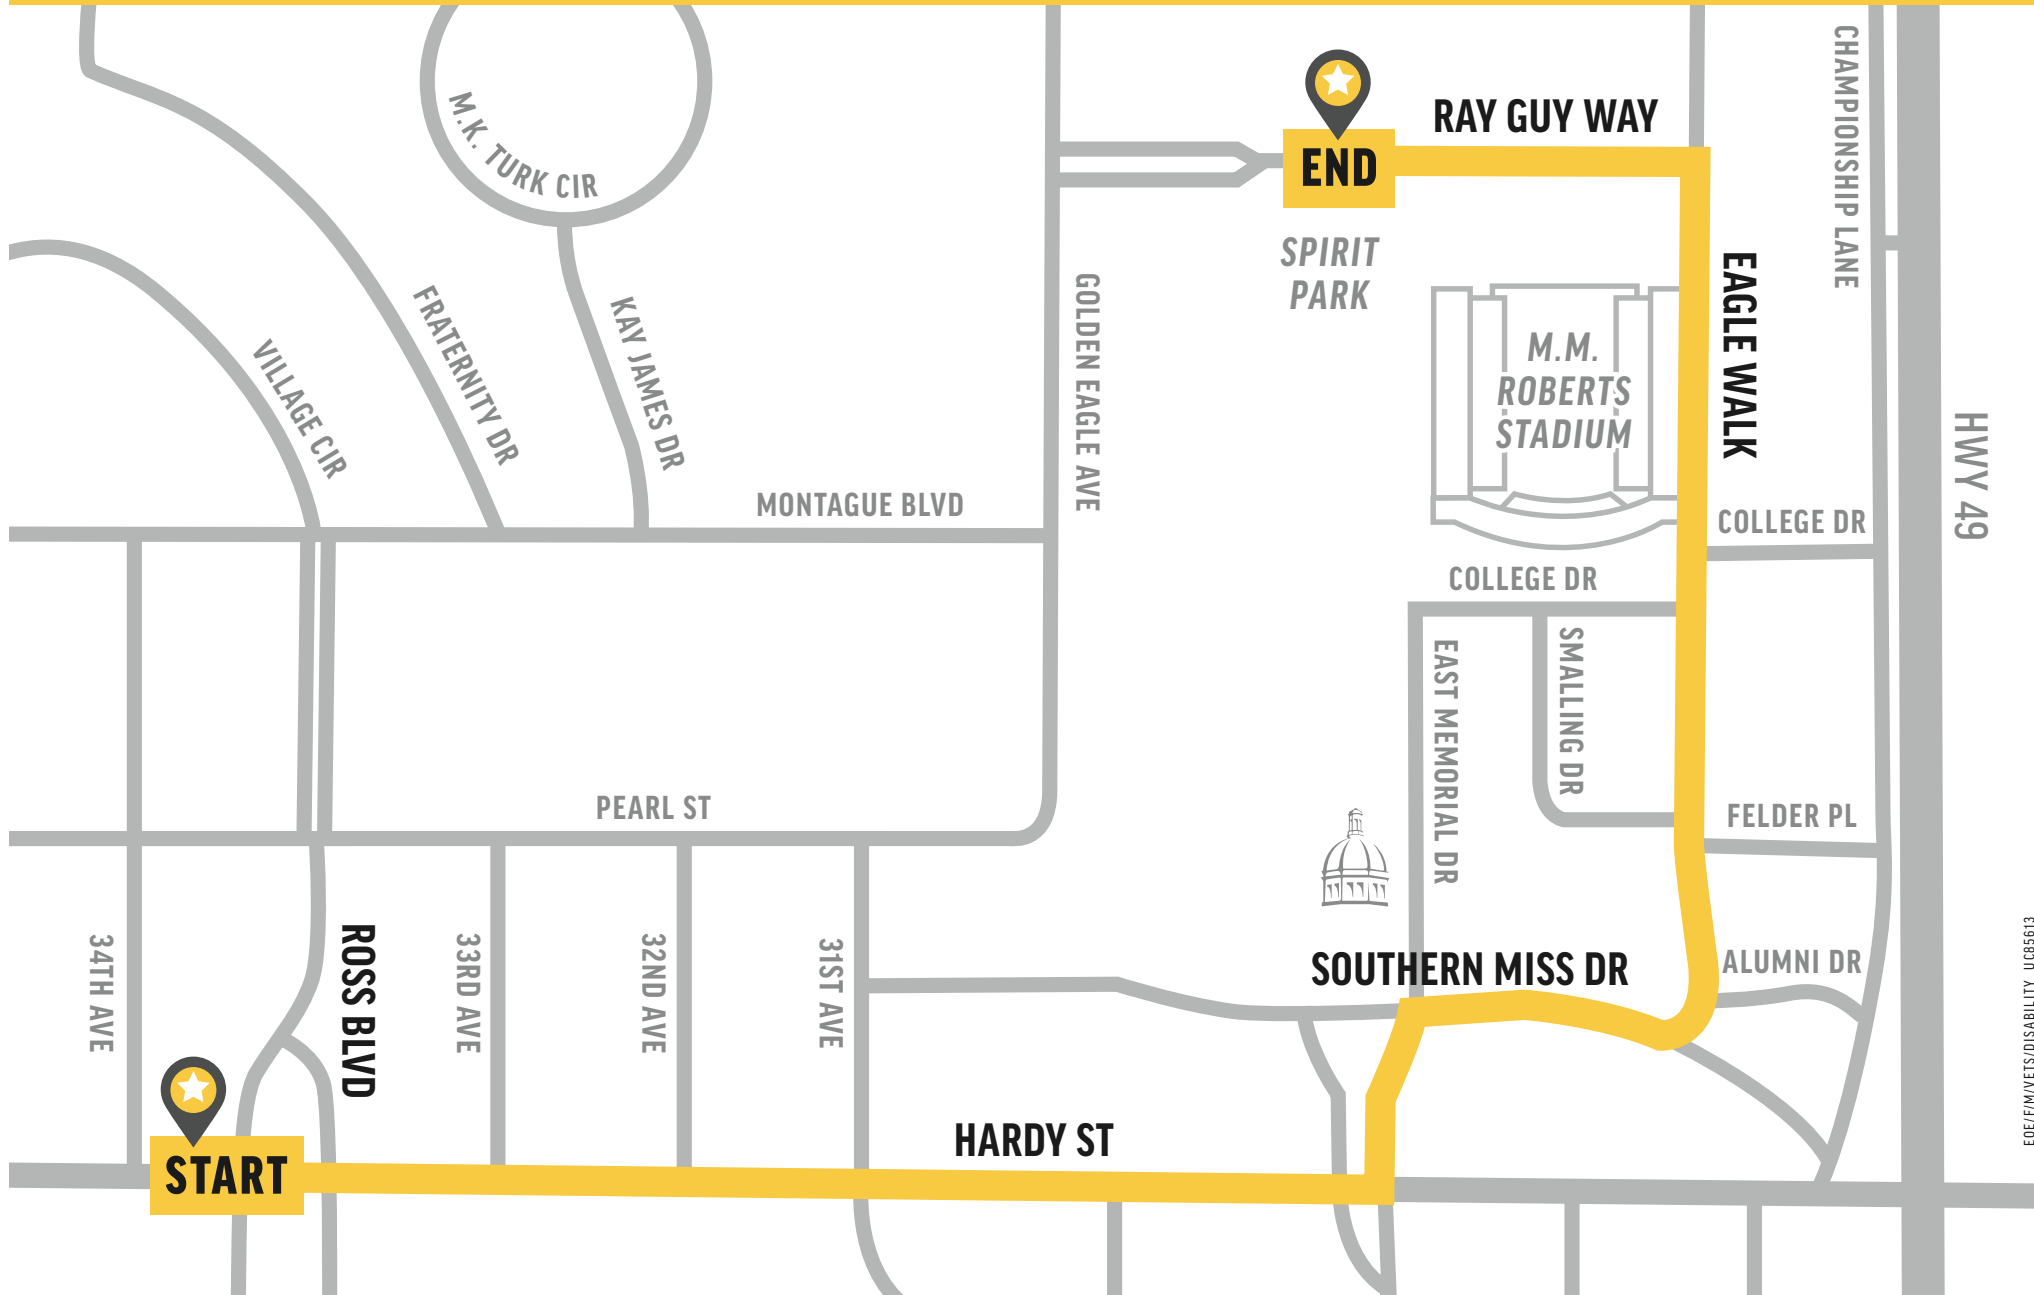 RAY GUY WAY
END
SPIRIT
PARK
M.K. TURK CIR
CHAMPIONSHIP LANE
EAGLE WALK
GOLDEN EAGLE AVE
FRATERNITY DR
KAY JAMES DR
VILLAGE CIR
M.M.
ROBERTS
STADIUM
HWY 49
MONTAGUE BLVD
COLLEGE DR
COLLEGE DR
EAST MEMORIAL DR
SMALLING DR
PEARL ST
FELDER PL
34TH AVE
ROSS BLVD
33RD AVE
32ND AVE
31ST AVE
SOUTHERN MISS DR
ALUMNI DR
HARDY ST
START
EOE/F/M/VETS/DISABILITY UC85613